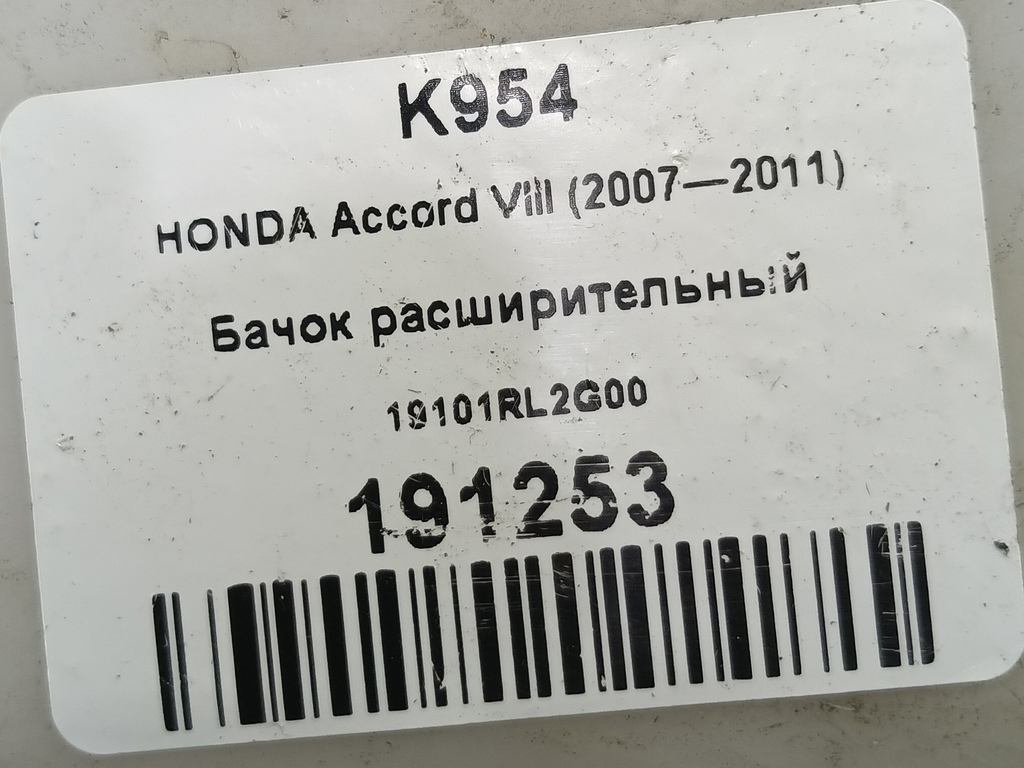 K954
HONDA Accord VIII (2007—2011)
Бачок расширительный
19101RL2G00
191253